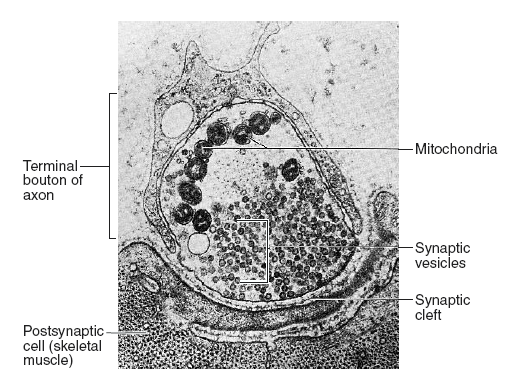 Terminal
bouton of
axon
Mitochondria
Synaptic
vesicles
Synaptic
cleft
Postsynaptic
cell (skeletal
muscle)